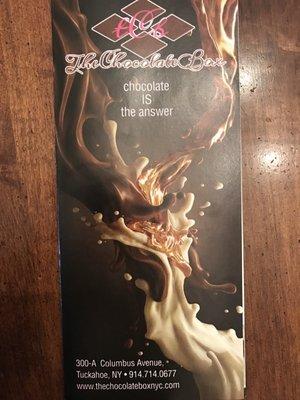 tCb
The Chocolate Box
chocolate
IS
the answer
300-A Columbus Avenue,
Tuckahoe, NY • 914.714.0677
www.thechocolateboxnyc.com